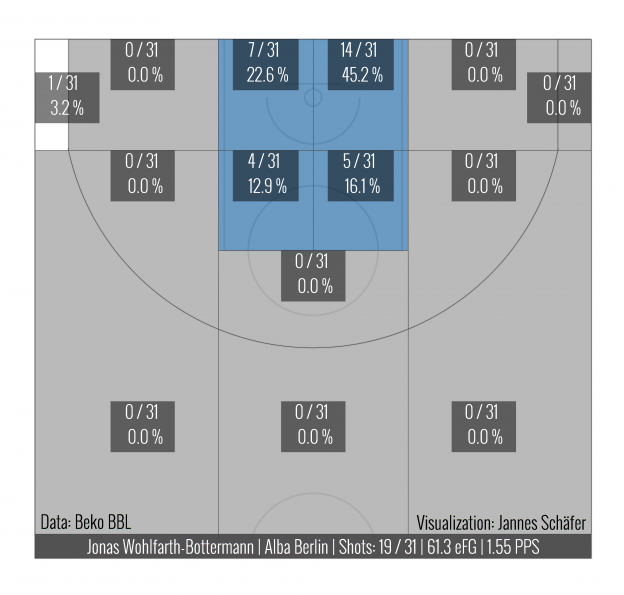 0 / 31
0.0 %
7 / 31
22.6 %
14 / 31
45.2 %
0 / 31
0.0 %
1 / 31
3.2 %
0 / 31
0.0 %
0 / 31
0.0 %
4 / 31
12.9 %
5 / 31
16.1 %
0 / 31
0.0 %
0 / 31
0.0 %
0 / 31
0.0 %
0 / 31
0.0 %
0 / 31
0.0 %
Data: Beko BBL
Visualization: Jannes Schäfer
Jonas Wohlfarth-Bottermann | Alba Berlin | Shots: 19 / 31 | 61.3 eFG | 1.55 PPS